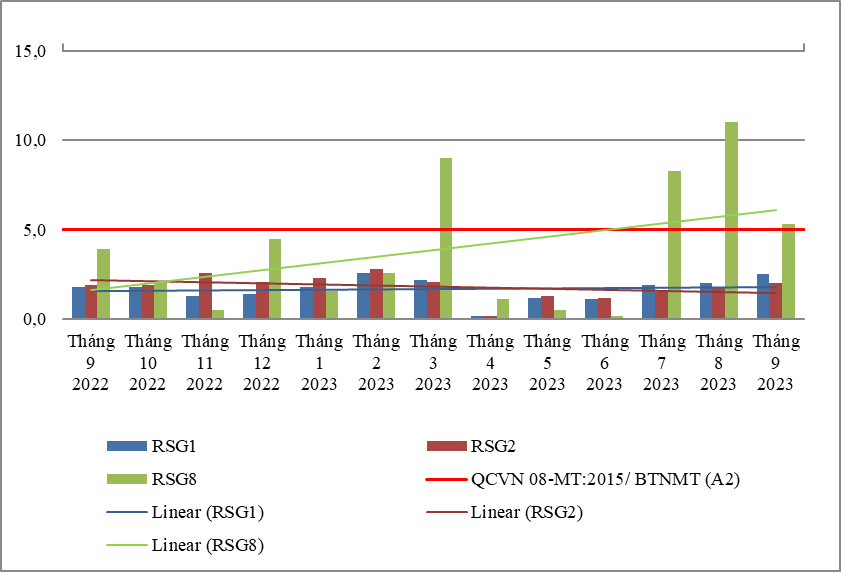 15,0
10,0
5,0
0,0
Tháng Tháng Tháng Tháng Tháng Tháng Tháng Tháng Tháng Tháng Tháng Tháng Tháng
9 10 11 12 1 2 3 4 5 6 7 8 9
2022 2022 2022 2022 2023 2023 2023 2023 2023 2023 2023 2023 2023
RSG1 RSG2
RSG8 QCVN 08-MT:2015/ BTNMT (A2)
Linear (RSG1) Linear (RSG2)
Linear (RSG8)